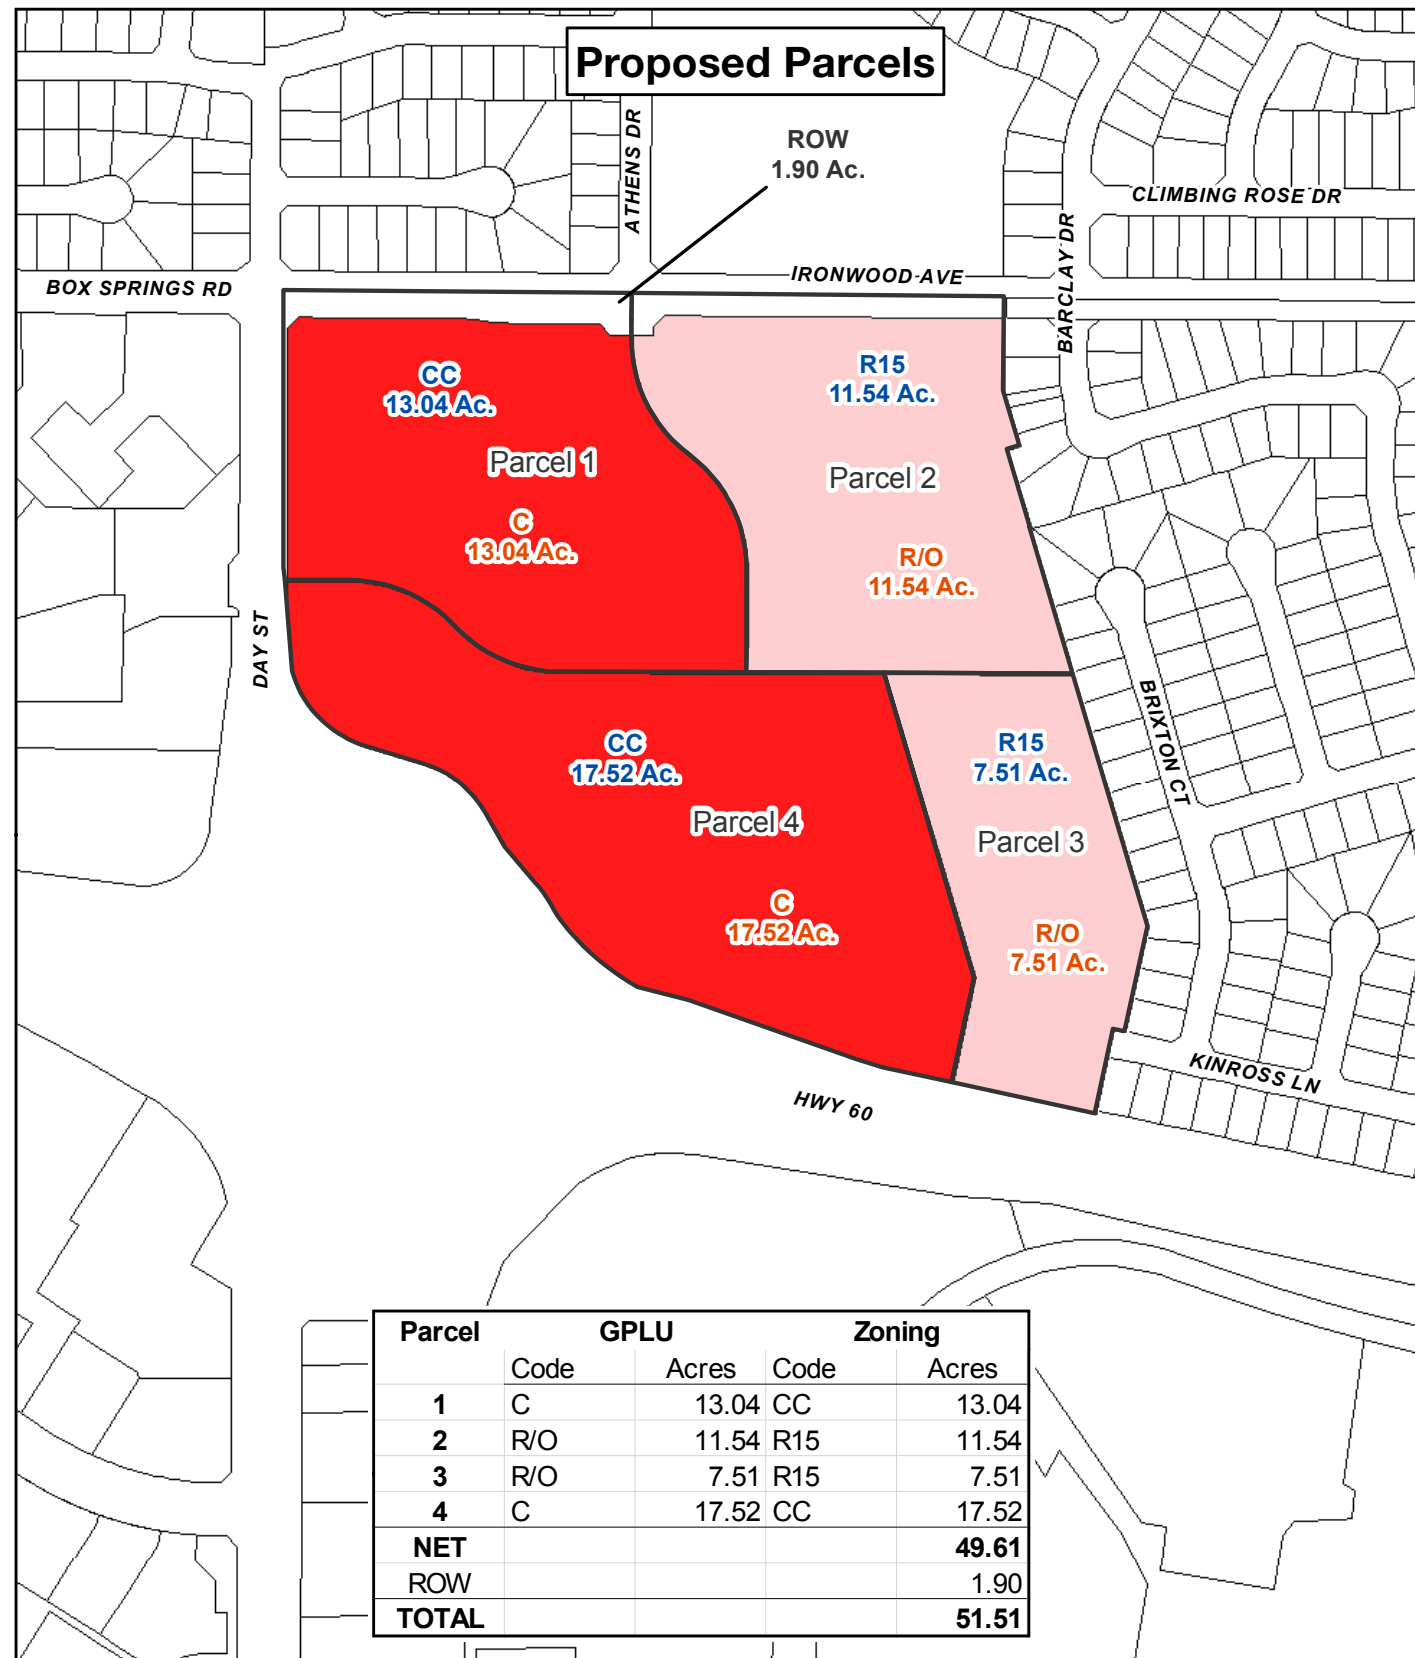 Proposed Parcels
ROW
1.90 Ac.
ATHENS DR
CLIMBING ROSE DR
BARCLAY DR
BOX SPRINGS RD
IRONWOOD AVE
CC
13.04 Ac.
Parcel 1
C
13.04 Ac.
R15
11.54 Ac.
Parcel 2
R/O
11.54 Ac.
DAY ST
BRIXTON CT
CC
17.52 Ac.
Parcel 4
C
17.52 Ac.
R15
7.51 Ac.
Parcel 3
R/O
7.51 Ac.
KINROSS LN
HWY 60
Parcel GPLU Zoning
Code Acres Code Acres
1 C 13.04 CC 13.04
2 R/O 11.54 R15 11.54
3 R/O 7.51 R15 7.51
4 C 17.52 CC 17.52
NET 49.61
ROW 1.90
TOTAL 51.51